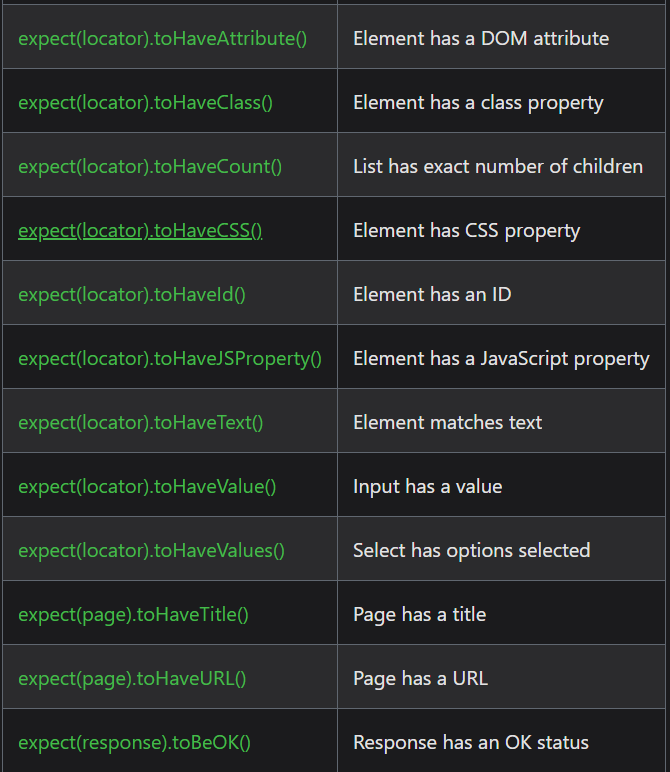 expect(locator).toHaveAttribute() Element has a DOM attribute
expect(locator).toHaveClass() Element has a class property
expect(locator).toHaveCount() List has exact number of children
expect(locator).toHaveCSS() Element has CSS property
expect(locator).toHaveId() Element has an ID
expect(locator).toHaveJSProperty() Element has a JavaScript property
expect(locator).toHaveText() Element matches text
expect(locator).toHaveValue() Input has a value
expect(locator).toHaveValues() Select has options selected
expect(page).toHaveTitle() Page has a title
expect(page).toHaveURL() Page has a URL
expect(response).toBeOK() Response has an OK status